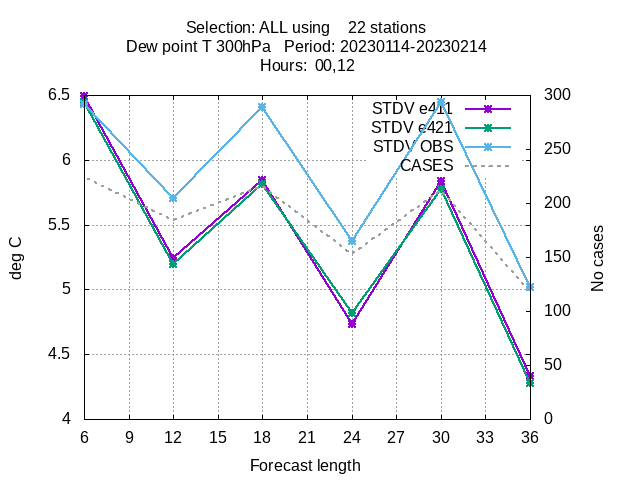 Selection: ALL using 22 stations
Dew point T 300hPa Period: 20230114-20230214
Hours: 00,12
6.5
6
5.5
5
4.5
4
300
250
200
150
100
50
0
STDV e411
STDV e421
STDV OBS
CASES
deg C
No cases
6 9 12 15 18 21 24 27 30 33 36
Forecast length